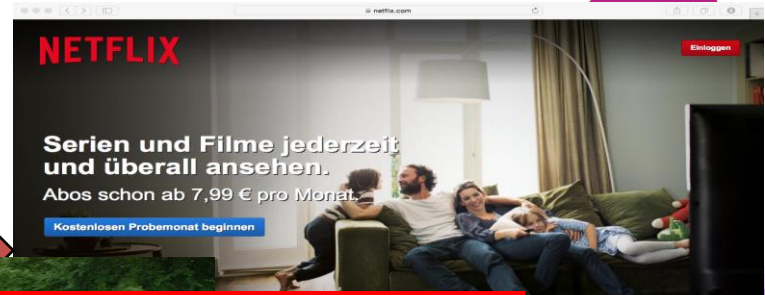 netflix.com
NETFLIX
Einloggen
Serien und Filme jederzeit
und überall ansehen.
Abos schon ab 7,99 € pro Monat.
Kostenlosen Probemonat beginnen